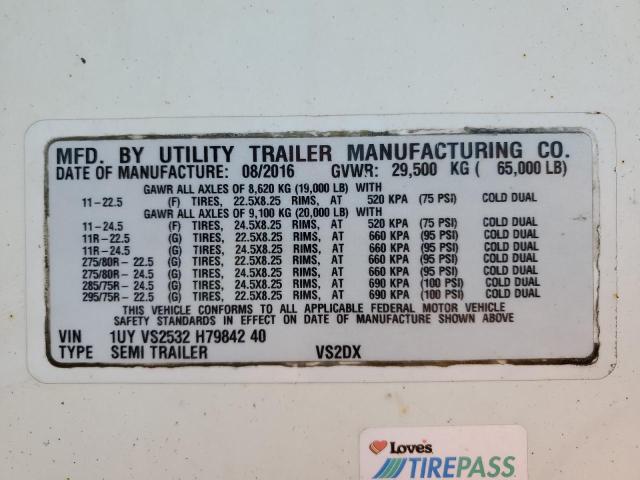 MFD. BY UTILITY TRAILER MANUFACTURING CO.
DATE OF MANUFACTURE: 08/2016 GVWR: 29,500 KG ( 65,000 LB)
GAWR ALL AXLES OF 8,620 KG (19,000 LB) WITH
11-22.5 (F) TIRES, 22.5X8.25 RIMS, AT 520 KPA (75 PSI) COLD DUAL
GAWR ALL AXLES OF 9,100 KG (20,000 LB) WITH
11-24.5 (F) TIRES, 24.5X8.25 RIMS, AT 520 KPA (75 PSI) COLD DUAL
11R-22.5 (G) TIRES, 22.5X8.25 RIMS, AT 660 KPA (95 PSI) COLD DUAL
11R-24.5 (G) TIRES, 24.5X8.25 RIMS, AT 660 KPA (95 PSI) COLD DUAL
275/80R-22.5 (G) TIRES, 22.5X8.25 RIMS, AT 660 KPA (95 PSI) COLD DUAL
275/80R-24.5 (G) TIRES, 24.5X8.25 RIMS, AT 660 KPA (95 PSI) COLD DUAL
285/75R-24.5 (G) TIRES, 24.5X8.25 RIMS, AT 690 KPA (100 PSI) COLD DUAL
295/75R-22.5 (G) TIRES, 22.5X8.25 RIMS, AT 690 KPA (100 PSI) COLD DUAL
THIS VEHICLE CONFORMS TO ALL APPLICABLE FEDERAL MOTOR VEHICLE
SAFETY STANDARDS IN EFFECT ON DATE OF MANUFACTURE SHOWN ABOVE
VIN 1UY VS2532 H79842 40
TYPE SEMI TRAILER VS2DX
Love's
TIREPASS